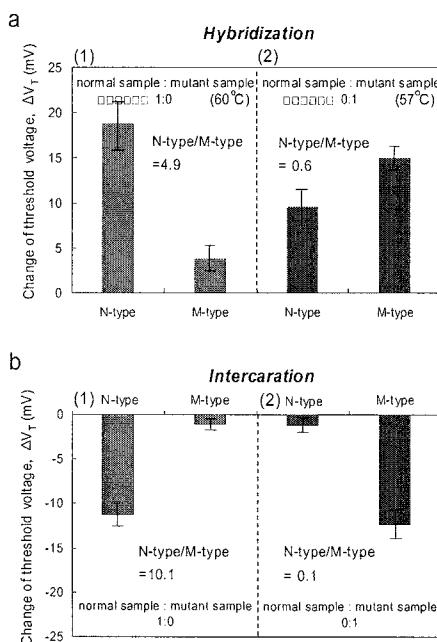 a
Hybridization
(1)
(2)
25
20
15
10
5
0
Change of threshold voltage, ΔV_T (mV)
normal sample : mutant sample
□□□□□□ 1:0 (60°C)
N-type/M-type
=4.9
normal sample : mutant sample
□□□□□□ 0:1 (57°C)
N-type/M-type
= 0.6
N-type
M-type
N-type
M-type
b
Intercaration
(1)
(2)
N-type
M-type
N-type
M-type
0
-5
-10
-15
-20
-25
Change of threshold voltage, ΔV_T (mV)
N-type/M-type
=10.1
N-type/M-type
= 0.1
normal sample : mutant sample
1:0
normal sample : mutant sample
0:1